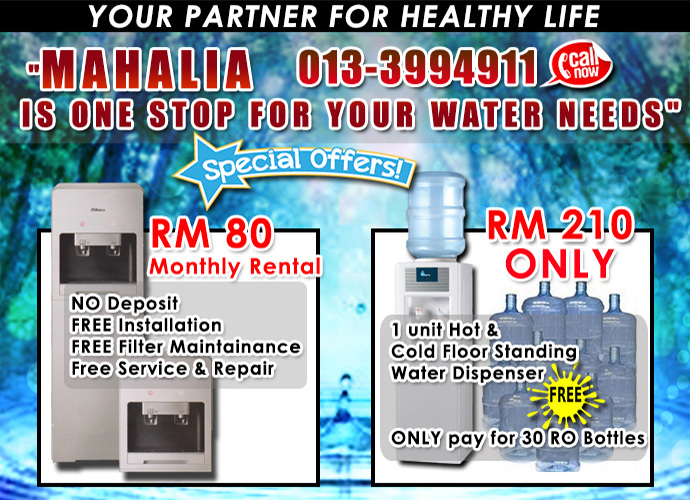 YOUR PARTNER FOR HEALTHY LIFE
"MAHALIA 013-3994911 call now
IS ONE STOP FOR YOUR WATER NEEDS"
Special Offers!
RM 80
Monthly Rental
NO Deposit
FREE Installation
FREE Filter Maintainance
Free Service & Repair
RM 210
ONLY
1 unit Hot &
Cold Floor Standing
Water Dispenser
FREE
ONLY pay for 30 RO Bottles